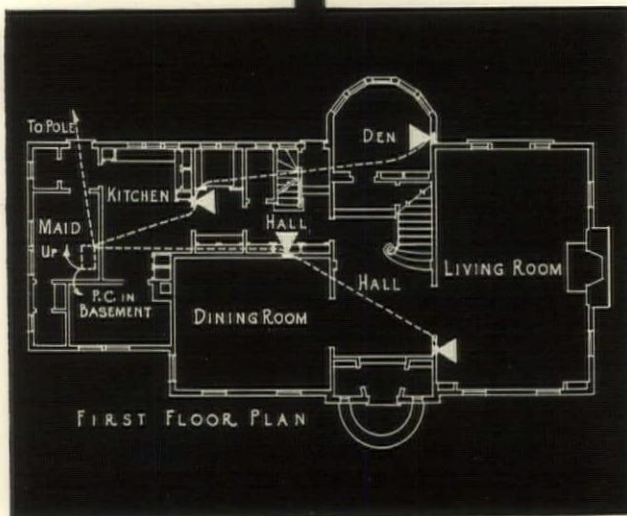 To Pole
Den
Kitchen
Maid
Hall
Up
Hall
Living Room
P.C. in
Basement
Dining Room
First Floor Plan